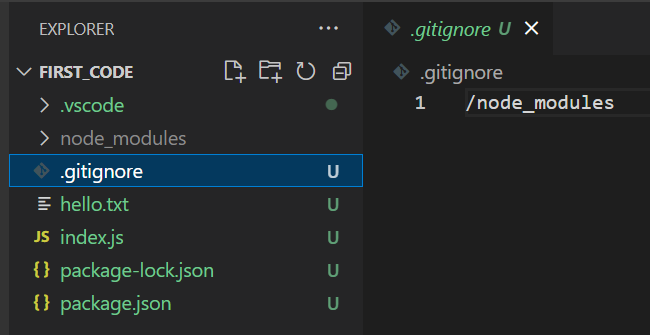 EXPLORER
FIRST_CODE
.vscode
node_modules
.gitignore U
hello.txt U
JS index.js U
{} package-lock.json U
{} package.json U
.gitignore U
.gitignore
1 /node_modules